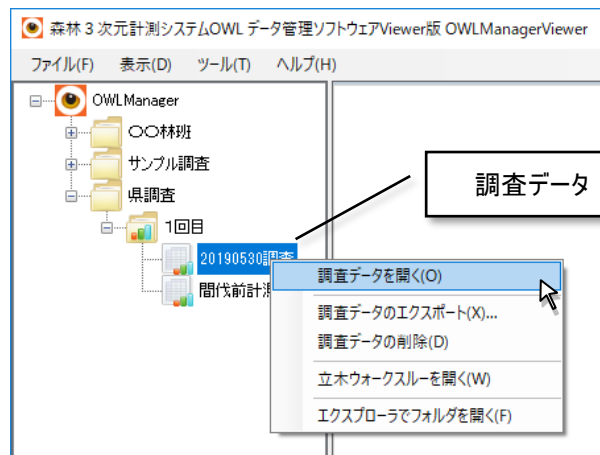 森林３次元計測システムOWL データ管理ソフトウェアViewer版 OWLManagerViewer
ファイル(F) 表示(D) ツール(T) ヘルプ(H)
OWLManager
〇〇林班
サンプル調査
県調査
1回目
20190530調査
間伐前計測
調査データ
調査データを開く(O)
調査データのエクスポート(X)...
調査データの削除(D)
立木ウォークスルーを開く(W)
エクスプローラでフォルダを開く(F)